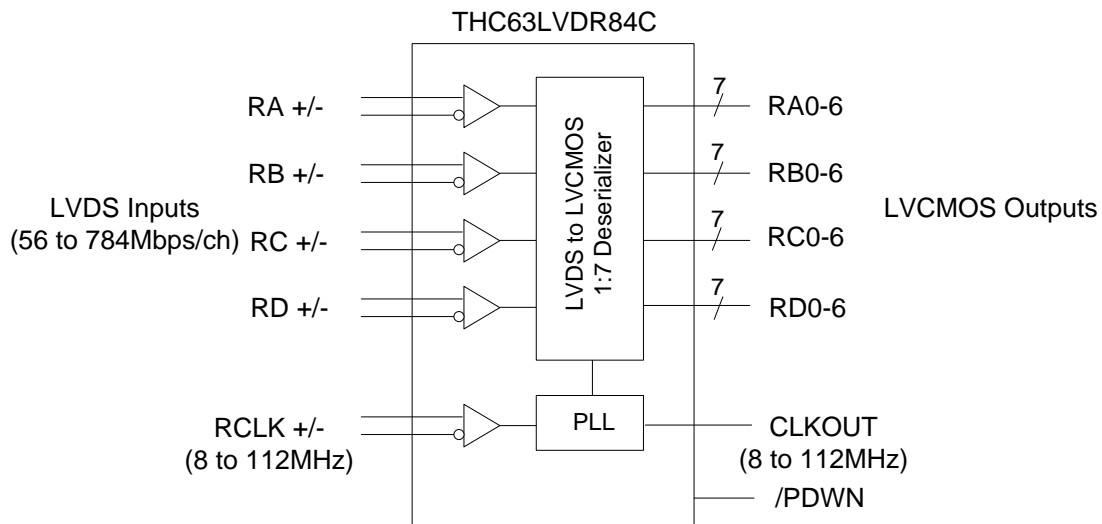 THC63LVDR84C
RA +/-
7
RA0-6
RB +/-
7
RB0-6
LVDS Inputs
(56 to 784Mbps/ch)
RC +/-
7
RC0-6
LVCMOS Outputs
RD +/-
7
RD0-6
LVDS to LVCMOS
1:7 Deserializer
RCLK +/-
(8 to 112MHz)
PLL
CLKOUT
(8 to 112MHz)
/PDWN